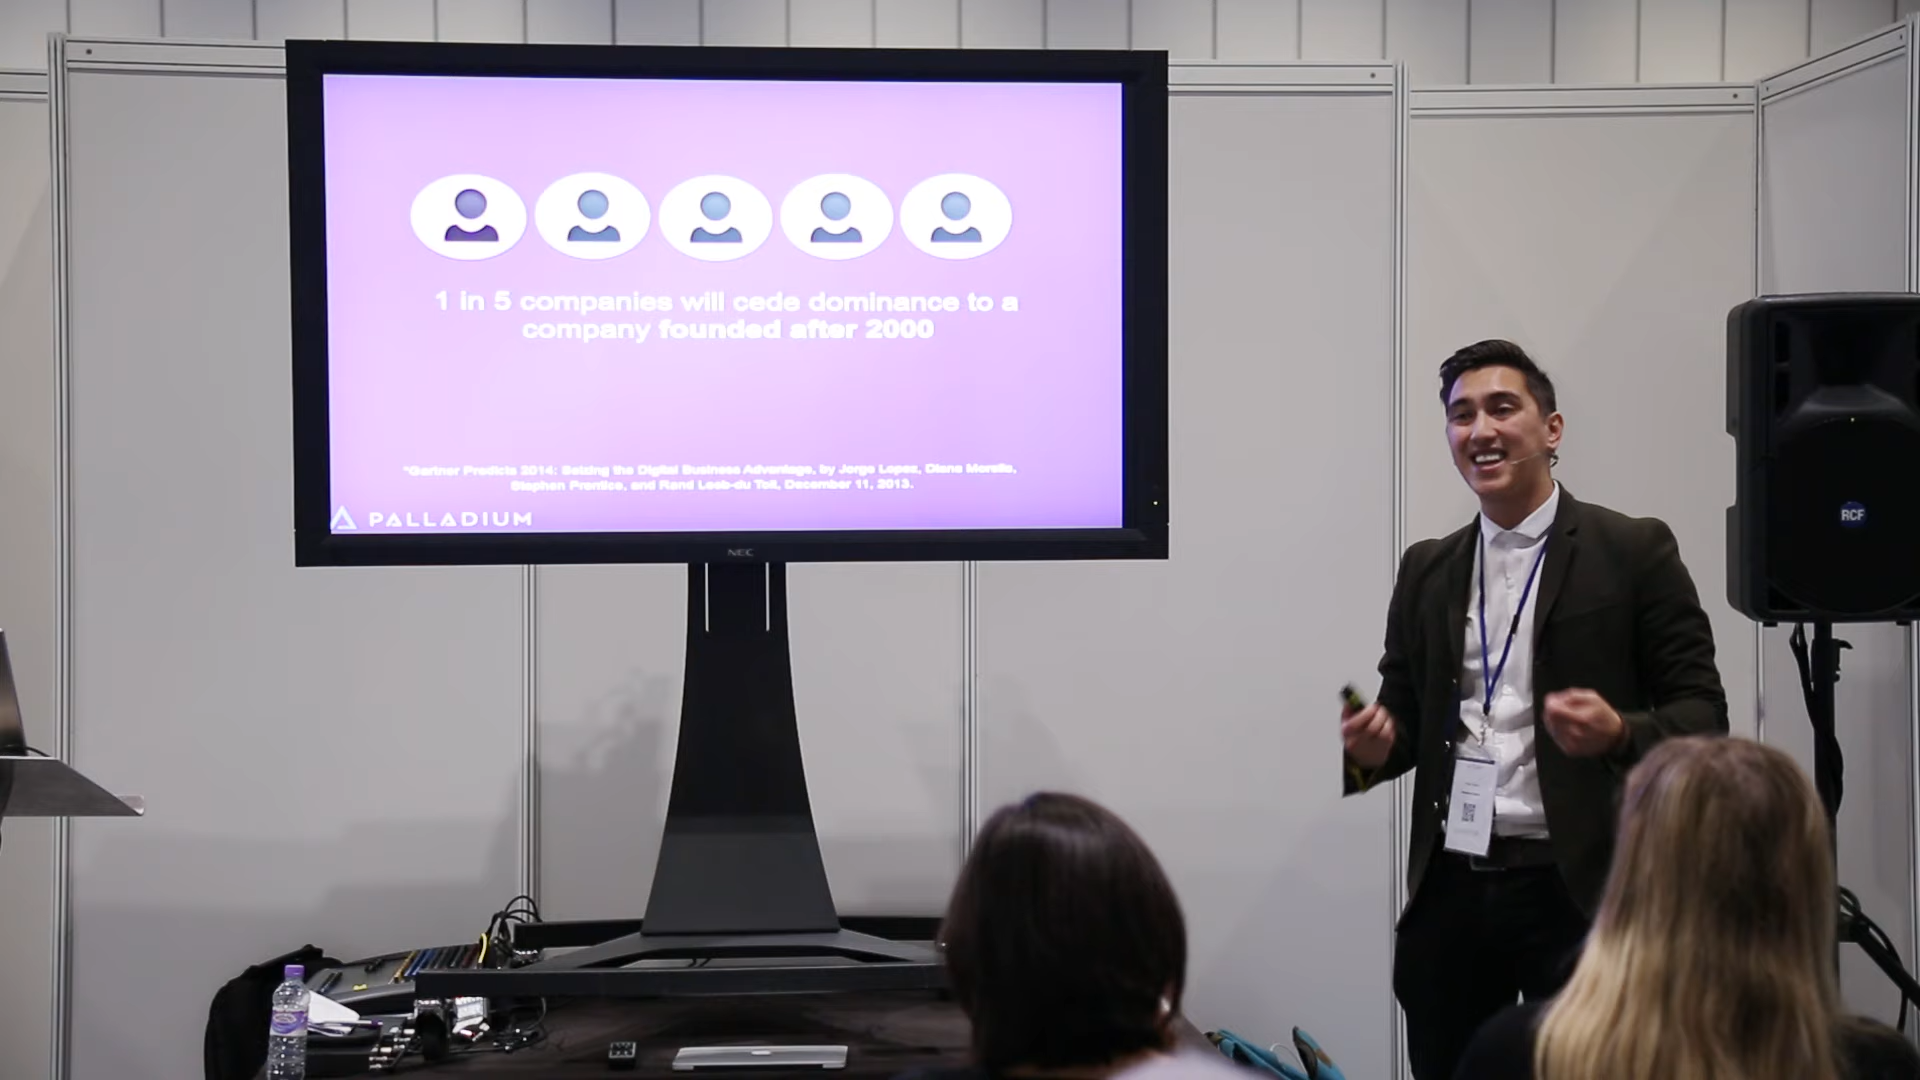 1 in 5 companies will cede dominance to a
company founded after 2000
*Gartner Predicts 2014: Seizing the Digital Business Advantage, by Jorge Lopez, Diane Morello,
Stephen Prentice, and Rand Leeb-du Toit, December 11, 2013.
PALLADIUM
NEC
RCF